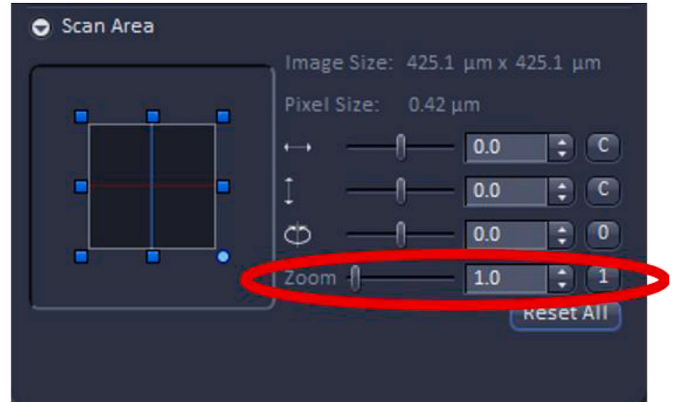 Scan Area
Image Size: 425.1 µm x 425.1 µm
Pixel Size: 0.42 µm
0.0 C
0.0 C
0.0 0
Zoom 1.0 1
Reset All